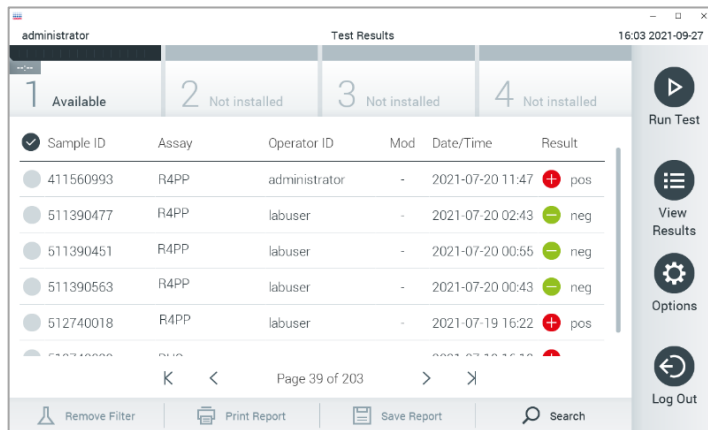 administrator Test Results 16:03 2021-09-27
--:--
1 Available 2 Not installed 3 Not installed 4 Not installed
Run Test
Sample ID Assay Operator ID Mod Date/Time Result
411560993 R4PP administrator - 2021-07-20 11:47 pos
511390477 R4PP labuser - 2021-07-20 02:43 neg
View Results
511390451 R4PP labuser - 2021-07-20 00:55 neg
511390563 R4PP labuser - 2021-07-20 00:43 neg
Options
512740018 R4PP labuser - 2021-07-19 16:22 pos
Page 39 of 203
Log Out
Remove Filter Print Report Save Report Search